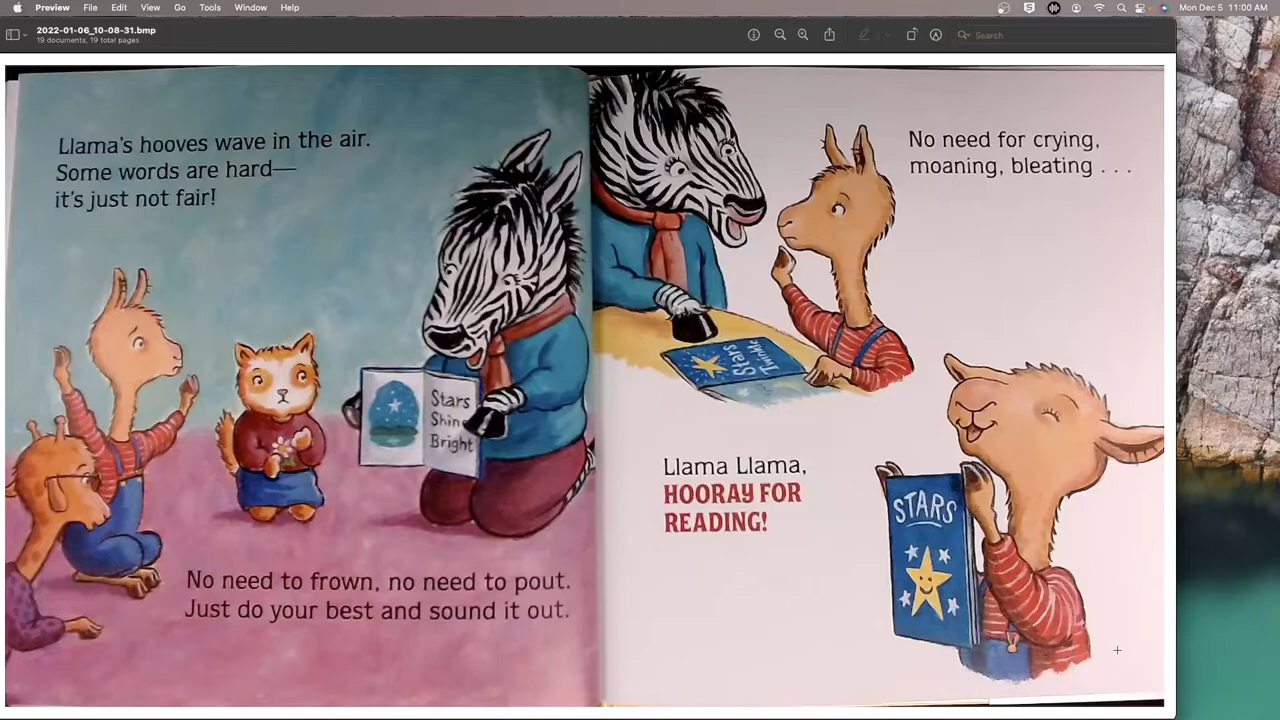 Preview File Edit View Go Tools Window Help
Mon Dec 5 11:00 AM
2022-01-06_10-08-31.bmp
19 documents, 19 total pages
Search
Llama's hooves wave in the air.
Some words are hard—
it's just not fair!
Stars
Shine
Bright
No need to frown, no need to pout.
Just do your best and sound it out.
No need for crying,
moaning, bleating . . .
Stars
Twinkle
Llama Llama,
HOORAY FOR
READING!
STARS